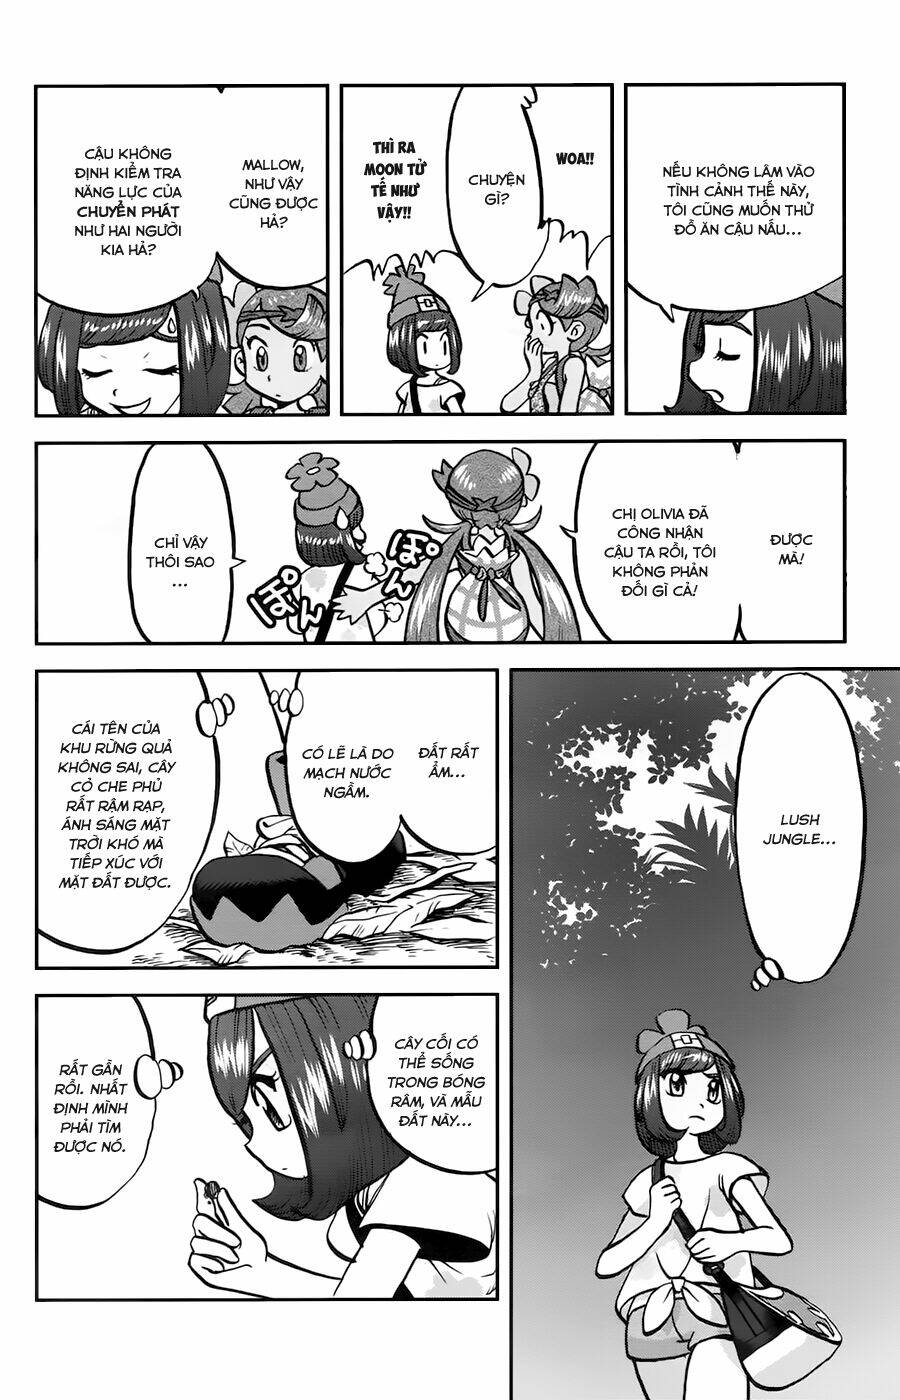 NẾU KHÔNG LÂM VÀO
TÌNH CẢNH THẾ NÀY,
TÔI CŨNG MUỐN THỬ
ĐỒ ĂN CẬU NẤU...
WOA!!
CHUYỆN
GÌ?
THÌ RA
MOON TỬ
TẾ NHƯ
VẬY!!
MALLOW,
NHƯ VẬY
CŨNG ĐƯỢC
HẢ?
CẬU KHÔNG
ĐỊNH KIỂM TRA
NĂNG LỰC CỦA
CHUYỂN PHÁT
NHƯ HAI NGƯỜI
KIA HẢ?
ĐƯỢC
MÀ!
CHỊ OLIVIA ĐÃ
CÔNG NHẬN
CẬU TA RỒI, TÔI
KHÔNG PHẢN
ĐỐI GÌ CẢ!
ぽん
ぽん
CHỈ VẬY
THÔI SAO
...
LUSH
JUNGLE...
ĐẤT RẤT
ẨM...
CÓ LẼ LÀ DO
MẠCH NƯỚC
NGẦM.
CÁI TÊN CỦA
KHU RỪNG QUẢ
KHÔNG SAI, CÂY
CỎ CHE PHỦ
RẤT RẬM RẠP,
ÁNH SÁNG MẶT
TRỜI KHÓ MÀ
TIẾP XÚC VỚI
MẶT ĐẤT ĐƯỢC.
CÂY CỐI CÓ
THỂ SỐNG
TRONG BÓNG
RÂM, VÀ MẪU
ĐẤT NÀY...
RẤT GẦN
RỒI. NHẤT
ĐỊNH MÌNH
PHẢI TÌM
ĐƯỢC NÓ.